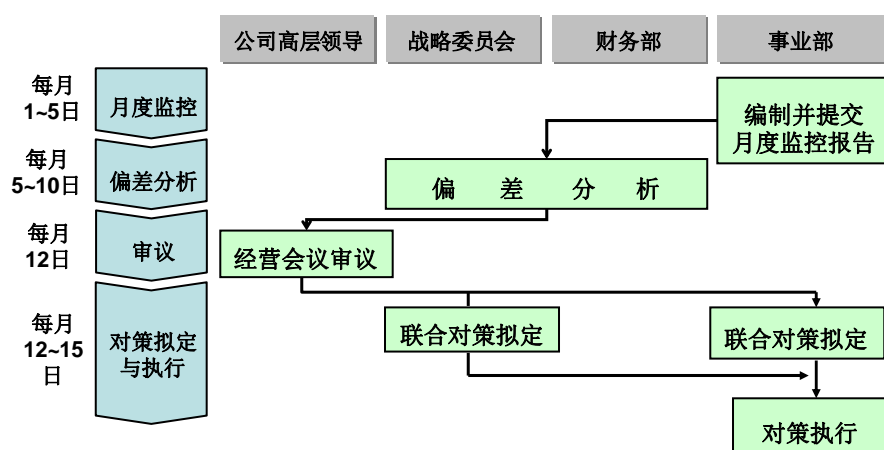 公司高层领导
战略委员会
财务部
事业部
每月
1~5日
月度监控
编制并提交
月度监控报告
每月
5~10日
偏差分析
偏 差 分 析
每月
12日
审议
经营会议审议
每月
12~15
日
对策拟定
与执行
联合对策拟定
联合对策拟定
对策执行